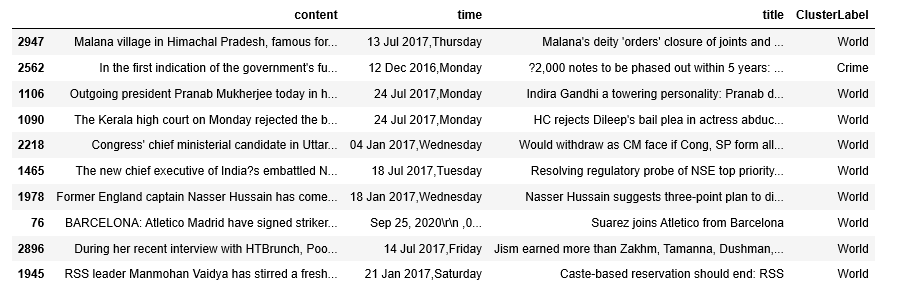 content time title ClusterLabel
2947 Malana village in Himachal Pradesh, famous for... 13 Jul 2017,Thursday Malana's deity 'orders' closure of joints and ... World
2562 In the first indication of the government's fu... 12 Dec 2016,Monday ?2,000 notes to be phased out within 5 years: ... Crime
1106 Outgoing president Pranab Mukherjee today in h... 24 Jul 2017,Monday Indira Gandhi a towering personality: Pranab d... World
1090 The Kerala high court on Monday rejected the b... 24 Jul 2017,Monday HC rejects Dileep's bail plea in actress abduc... World
2218 Congress' chief ministerial candidate in Uttar... 04 Jan 2017,Wednesday Would withdraw as CM face if Cong, SP form all... World
1465 The new chief executive of India?s embattled N... 18 Jul 2017,Tuesday Resolving regulatory probe of NSE top priority... World
1978 Former England captain Nasser Hussain has come... 18 Jan 2017,Wednesday Nasser Hussain suggests three-point plan to di... World
76 BARCELONA: Atletico Madrid have signed striker... Sep 25, 2020\r\n ,0... Suarez joins Atletico from Barcelona World
2896 During her recent interview with HTBrunch, Poo... 14 Jul 2017,Friday Jism earned more than Zakhm, Tamanna, Dushman,... World
1945 RSS leader Manmohan Vaidya has stirred a fresh... 21 Jan 2017,Saturday Caste-based reservation should end: RSS World